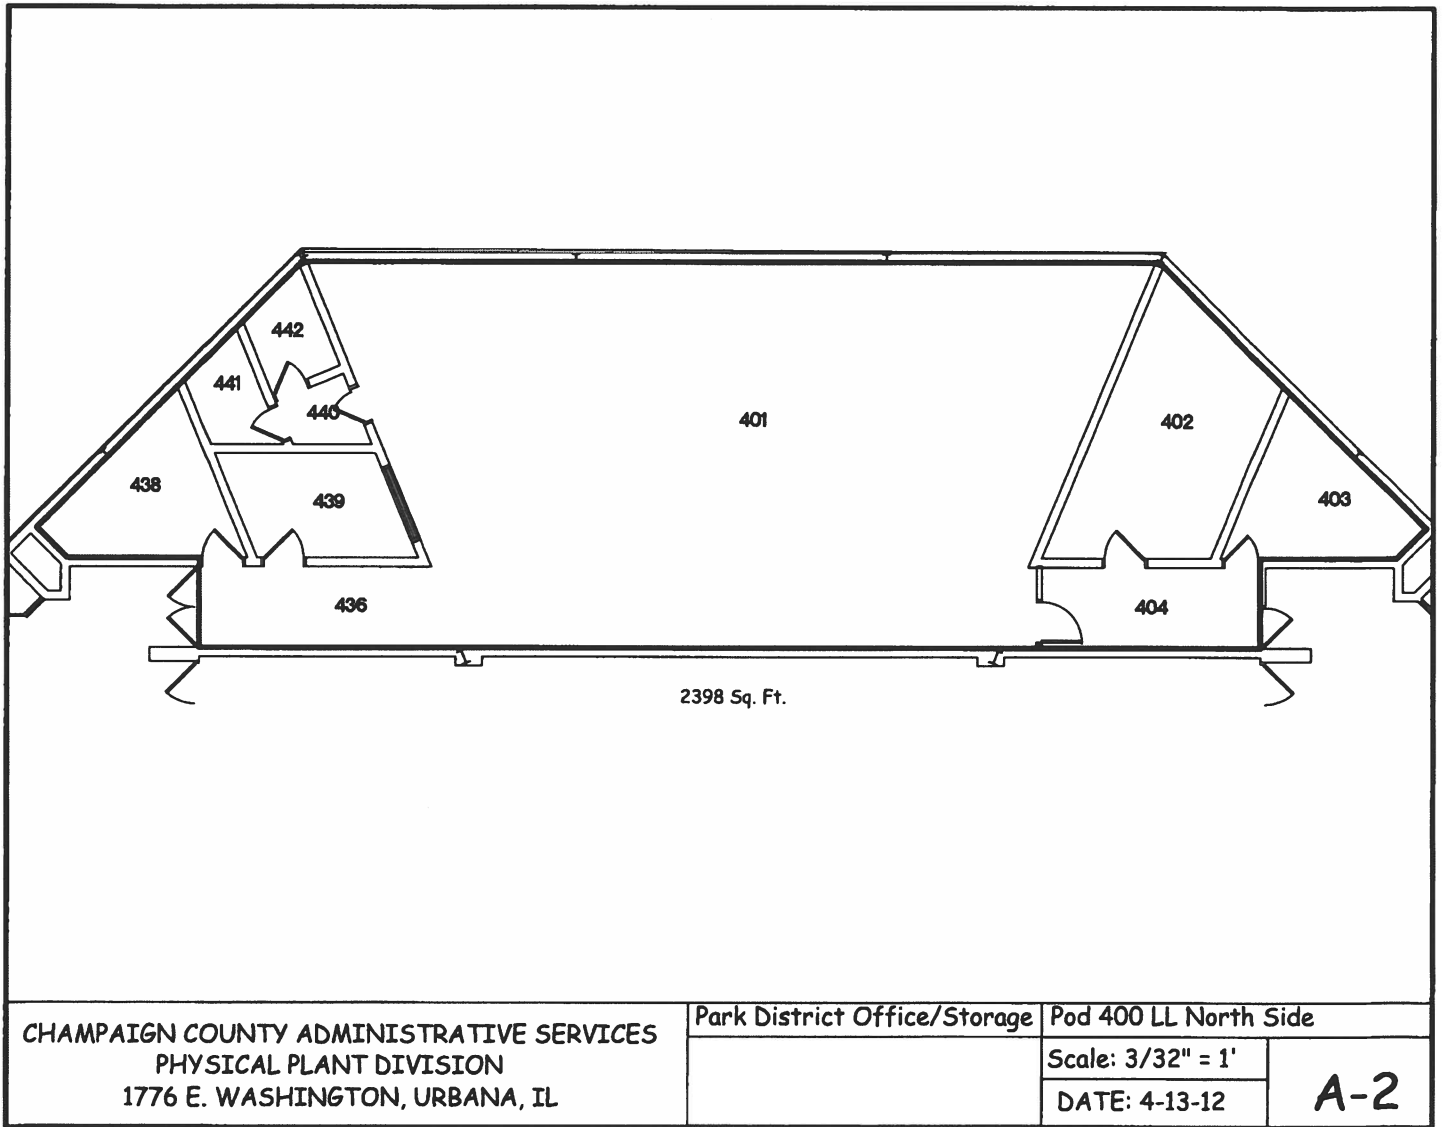 442
441
440
401
402
438
439
403
436
404
2398 Sq. Ft.
CHAMPAIGN COUNTY ADMINISTRATIVE SERVICES
PHYSICAL PLANT DIVISION
1776 E. WASHINGTON, URBANA, IL
Park District Office/Storage
Pod 400 LL North Side
Scale: 3/32" = 1'
DATE: 4-13-12
A-2